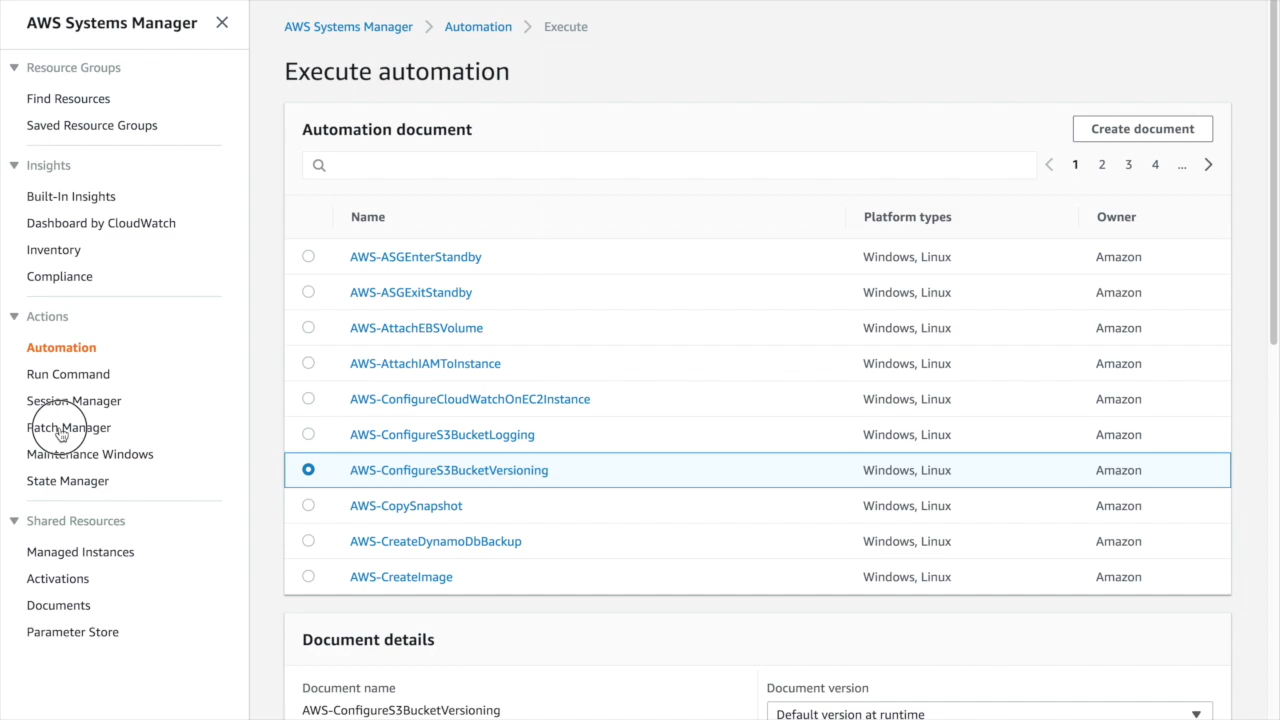 AWS Systems Manager
Resource Groups
Find Resources
Saved Resource Groups
Insights
Built-In Insights
Dashboard by CloudWatch
Inventory
Compliance
Actions
Automation
Run Command
Session Manager
Patch Manager
Maintenance Windows
State Manager
Shared Resources
Managed Instances
Activations
Documents
Parameter Store
AWS Systems Manager Automation Execute
Execute automation
Automation document Create document
1 2 3 4 ...
Name Platform types Owner
AWS-ASGEnterStandby Windows, Linux Amazon
AWS-ASGExitStandby Windows, Linux Amazon
AWS-AttachEBSVolume Windows, Linux Amazon
AWS-AttachIAMToInstance Windows, Linux Amazon
AWS-ConfigureCloudWatchOnEC2Instance Windows, Linux Amazon
AWS-ConfigureS3BucketLogging Windows, Linux Amazon
AWS-ConfigureS3BucketVersioning Windows, Linux Amazon
AWS-CopySnapshot Windows, Linux Amazon
AWS-CreateDynamoDbBackup Windows, Linux Amazon
AWS-CreateImage Windows, Linux Amazon
Document details
Document name Document version
AWS-ConfigureS3BucketVersioning Default version at runtime